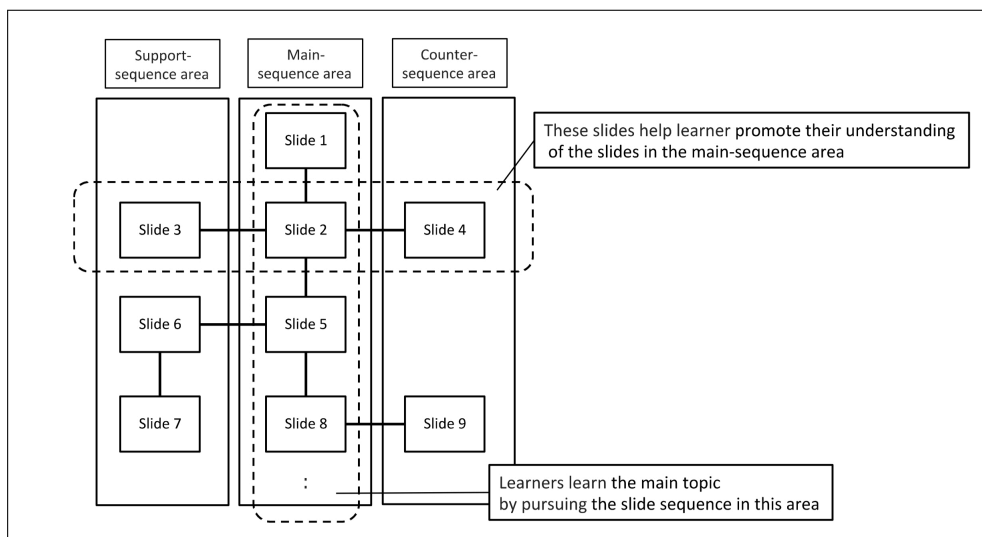 Support-
sequence area
Main-
sequence area
Counter-
sequence area
Slide 1
These slides help learner promote their understanding
of the slides in the main-sequence area
Slide 3
Slide 2
Slide 4
Slide 6
Slide 5
Slide 7
Slide 8
Slide 9
:
Learners learn the main topic
by pursuing the slide sequence in this area